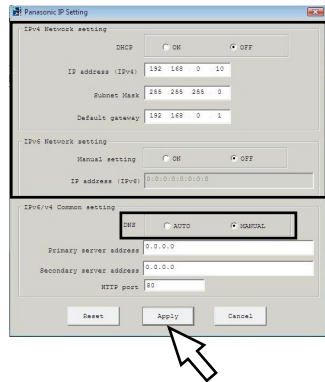 Panasonic IP Setting
IPv4 Network setting
DHCP ON OFF
IP address (IPv4) 192 168 0 10
Subnet Mask 255 255 255 0
Default gateway 192 168 0 1
IPv6 Network setting
Manual setting ON OFF
IP address (IPv6) 0:0:0:0:0:0:0:0
IPv6/v4 Common setting
DNS AUTO MANUAL
Primary server address 0.0.0.0
Secondary server address 0.0.0.0
HTTP port 80
Reset Apply Cancel